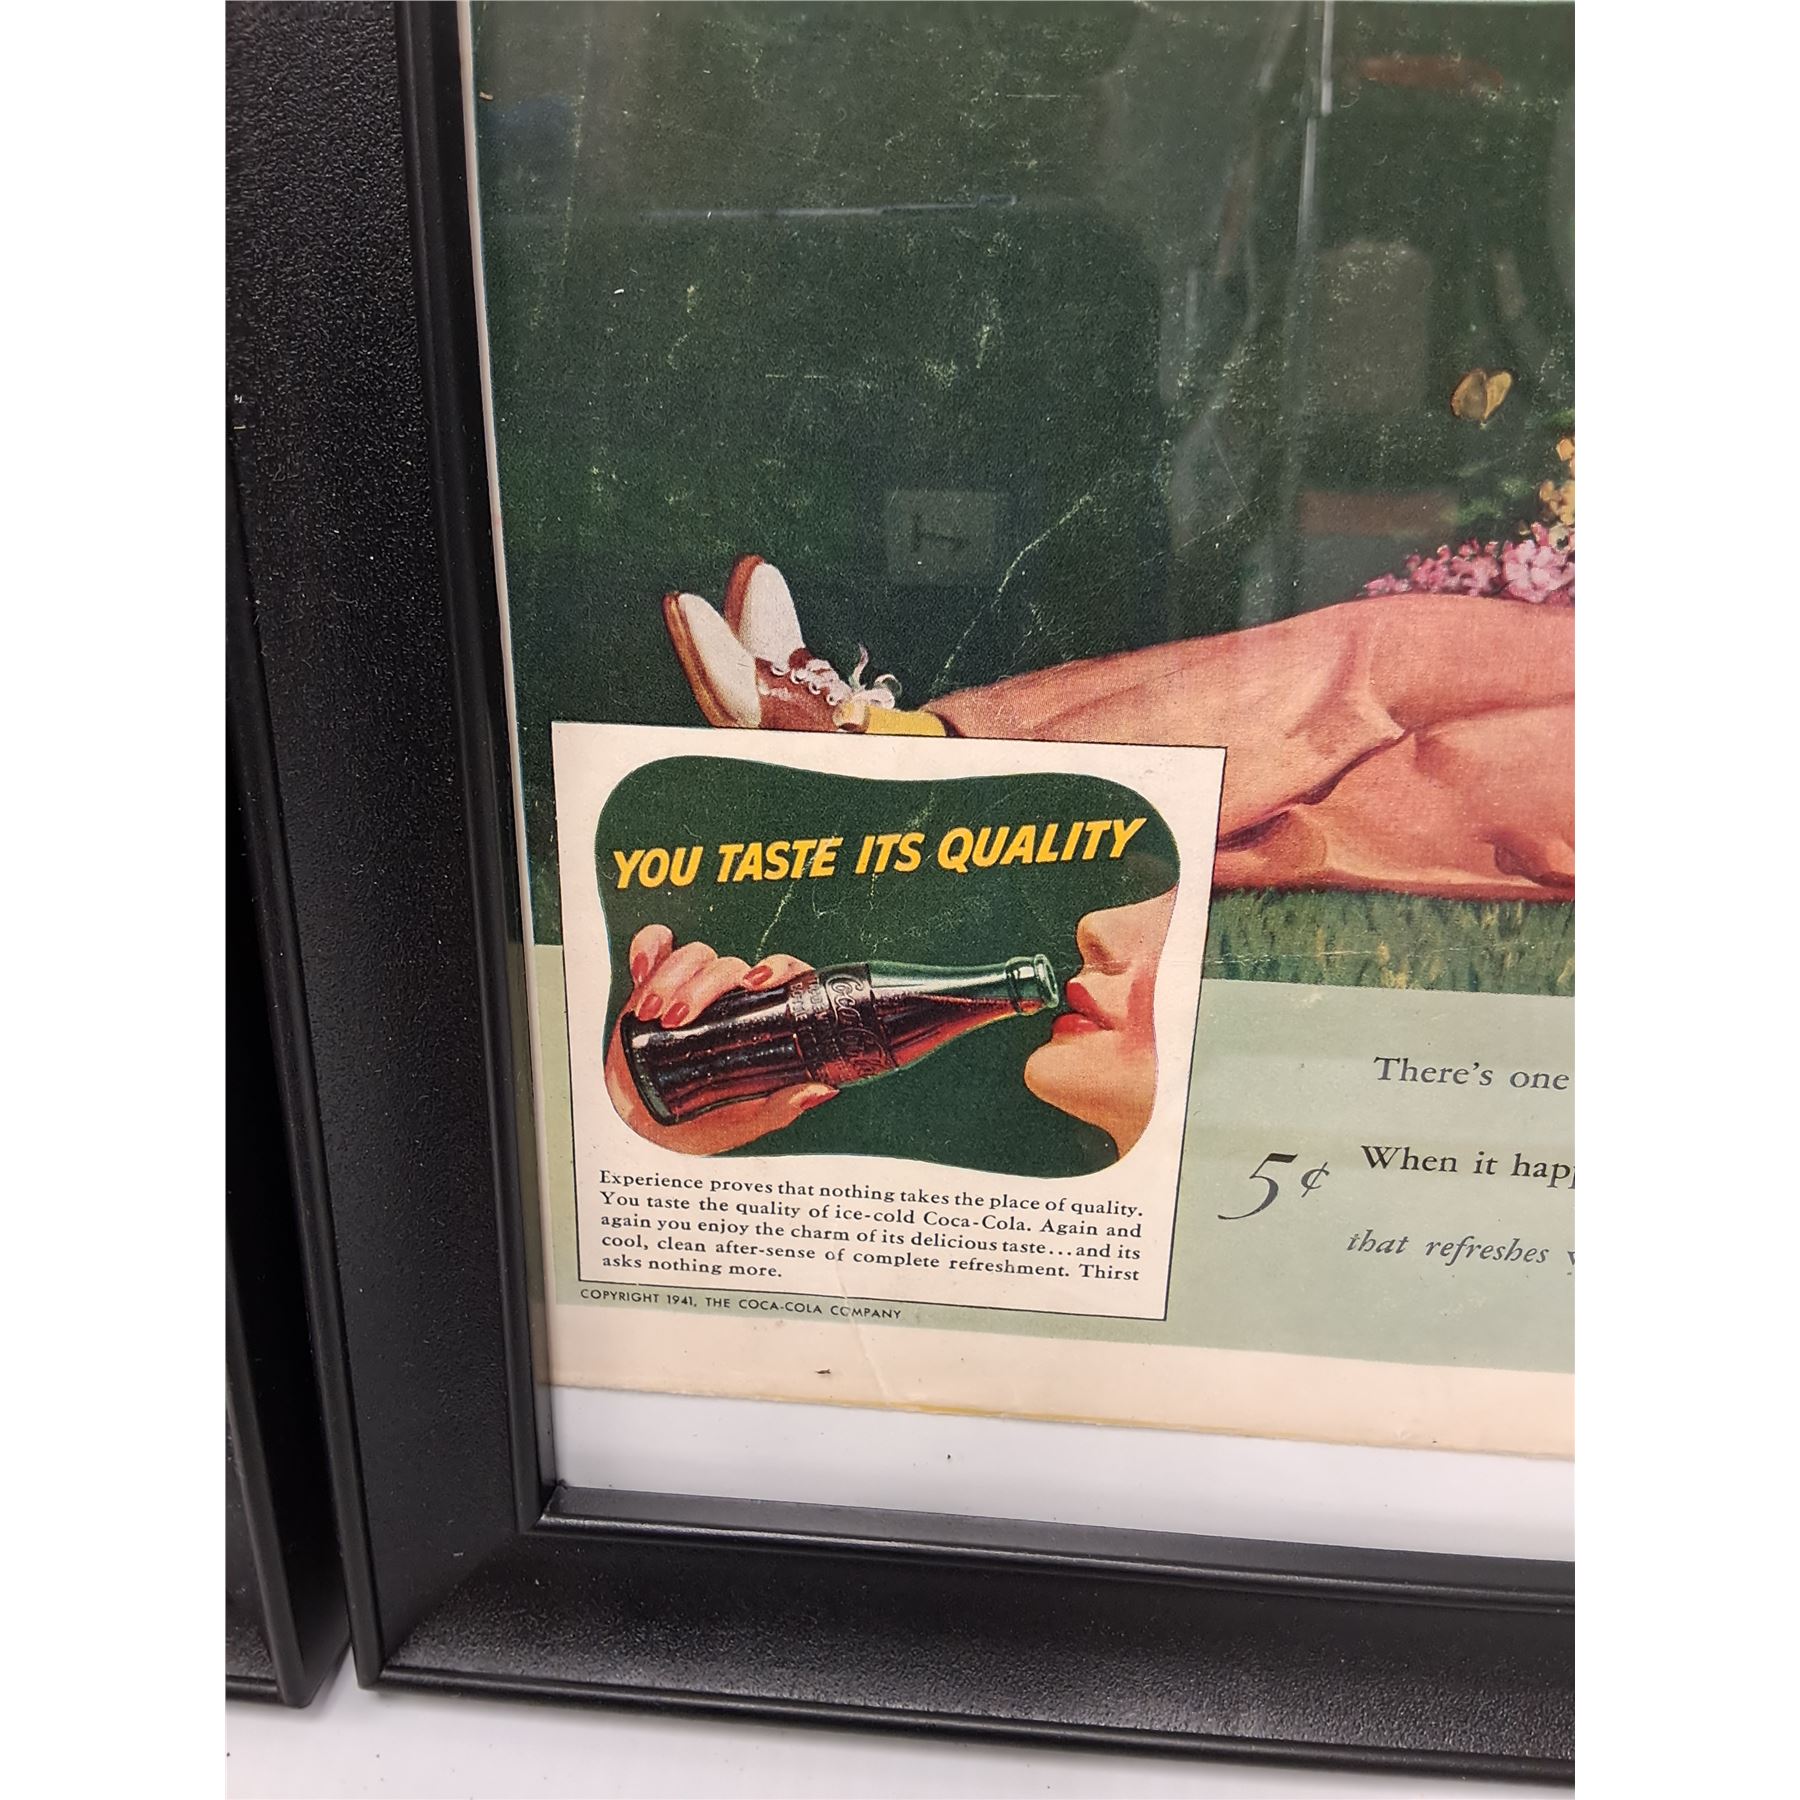 YOU TASTE ITS QUALITY
Coca-Cola
Experience proves that nothing takes the place of quality.
You taste the quality of ice-cold Coca-Cola. Again and
again you enjoy the charm of its delicious taste...and its
cool, clean after-sense of complete refreshment. Thirst
asks nothing more.
COPYRIGHT 1941, THE COCA-COLA COMPANY
There's one
5¢ When it
that refreshes